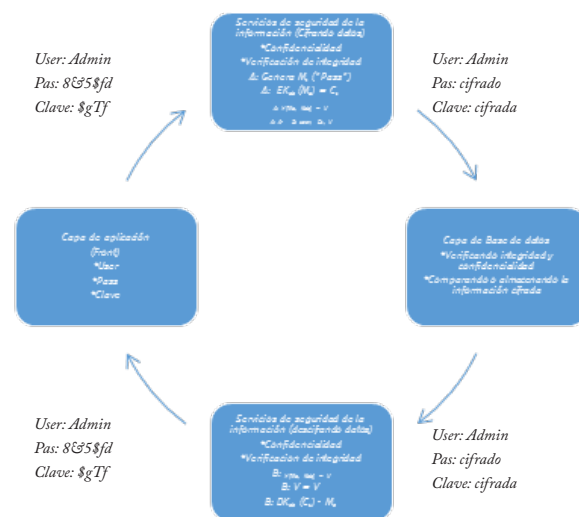 Servicios de seguridad de la
información (Cifrando datos)
*Confidencialidad
*Verificación de integridad
A: Genera Mₐ ("Pass")
User: Admin
Pas: 8&5$fd
Clave: $gTf
User: Admin
Pas: cifrado
Clave: cifrada
Capa de aplicación
(Front)
*User
*Pass
*Clave
Capa de Base de datos
*Verificando integridad y
confidencialidad
*Comparando o almacenando la
información cifrada
User: Admin
Pas: 8&5$fd
Clave: $gTf
Servicios de seguridad de la
información (descifrando datos)
*Confidencialidad
*Verificación de integridad
B: V = V
User: Admin
Pas: cifrado
Clave: cifrada